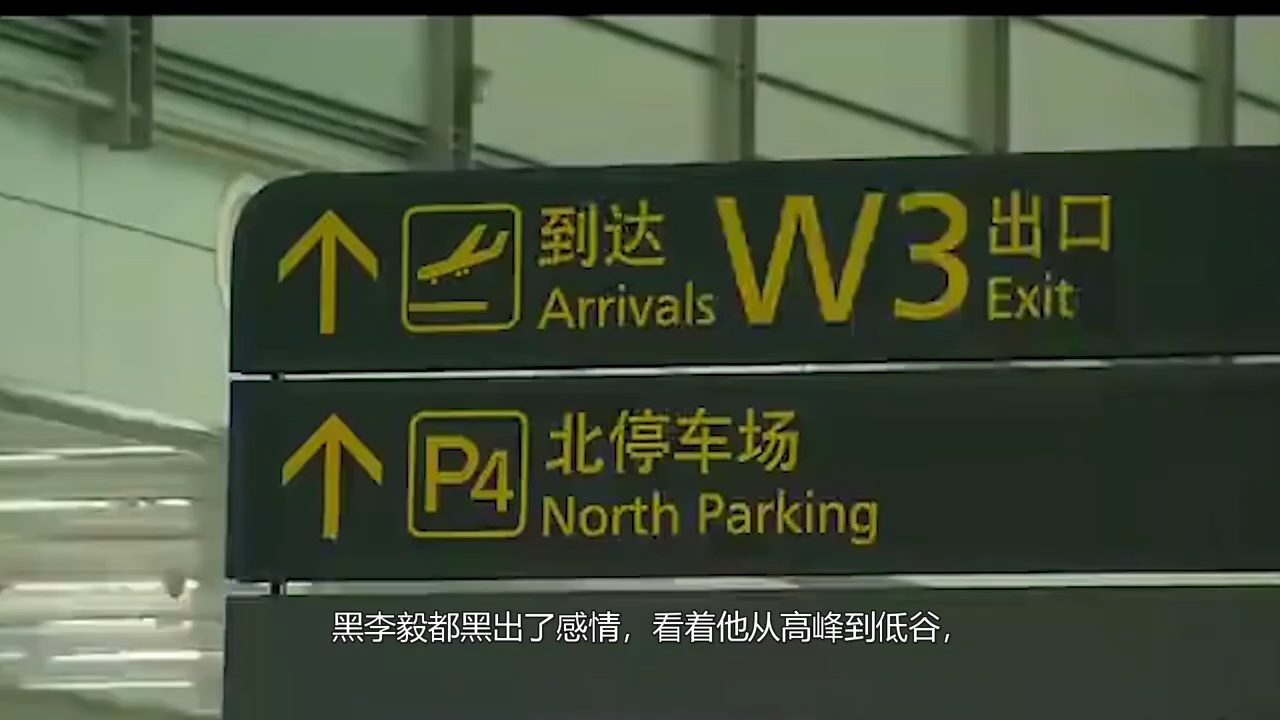 到达 W3 出口
Arrivals Exit
P4 北停车场
North Parking
黑李毅都黑出了感情，看着他从高峰到低谷，